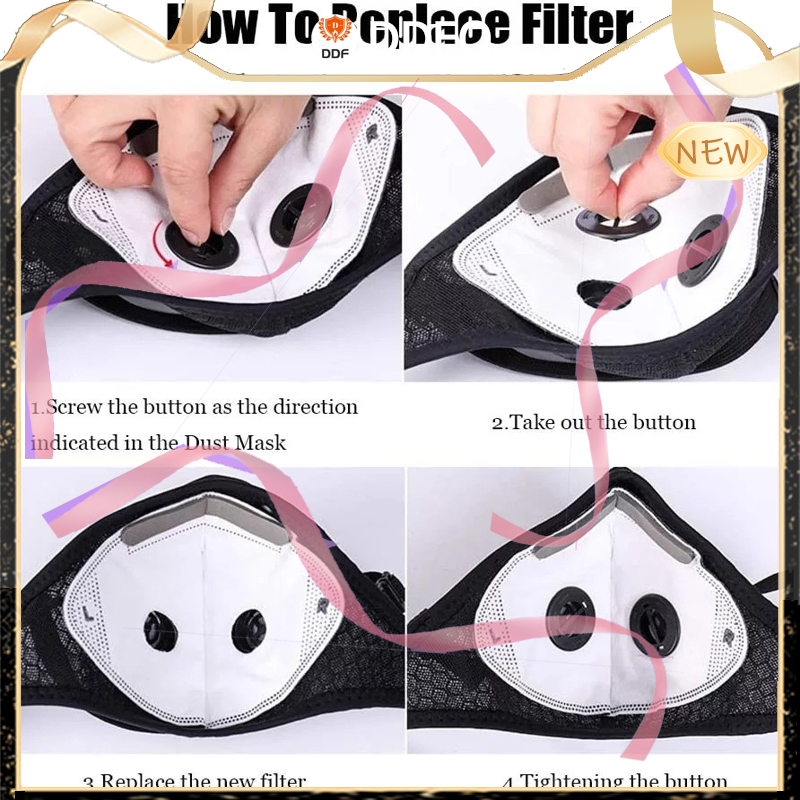 How To Replace Filter
DDF
NEW
1.Screw the button as the direction
indicated in the Dust Mask
2.Take out the button
L
R
3.Replace the new filter
4.Tightening the button